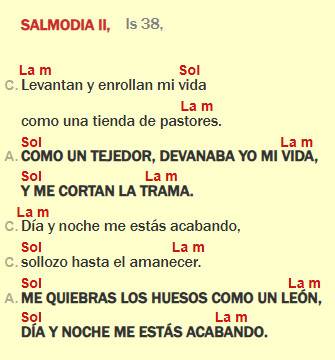 SALMODIA II, Is 38,
La m Sol
C. Levantan y enrollan mi vida
La m
como una tienda de pastores.
Sol La m
A. COMO UN TEJEDOR, DEVANABA YO MI VIDA,
Sol La m
Y ME CORTAN LA TRAMA.
La m
C. Día y noche me estás acabando,
Sol La m
C. sollozo hasta el amanecer.
Sol La m
A. ME QUIEBRAS LOS HUESOS COMO UN LEÓN,
Sol La m
DÍA Y NOCHE ME ESTÁS ACABANDO.